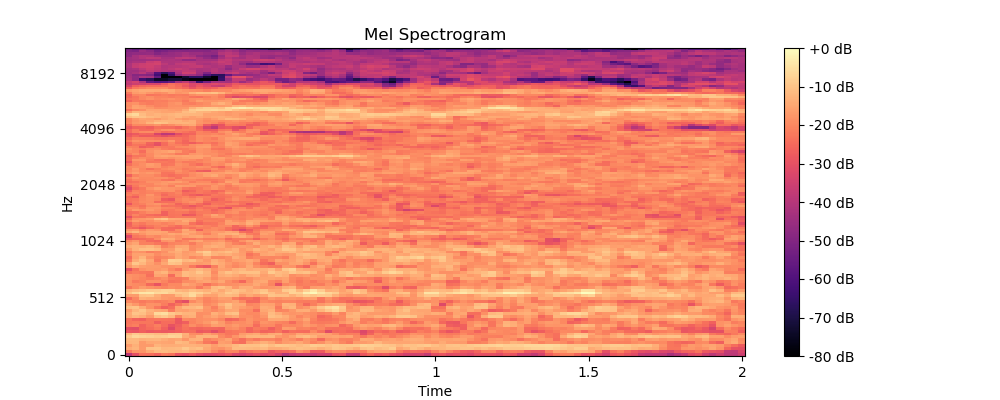 Mel Spectrogram
Hz
8192
4096
2048
1024
512
0
0 0.5 1 1.5 2
Time
+0 dB
-10 dB
-20 dB
-30 dB
-40 dB
-50 dB
-60 dB
-70 dB
-80 dB